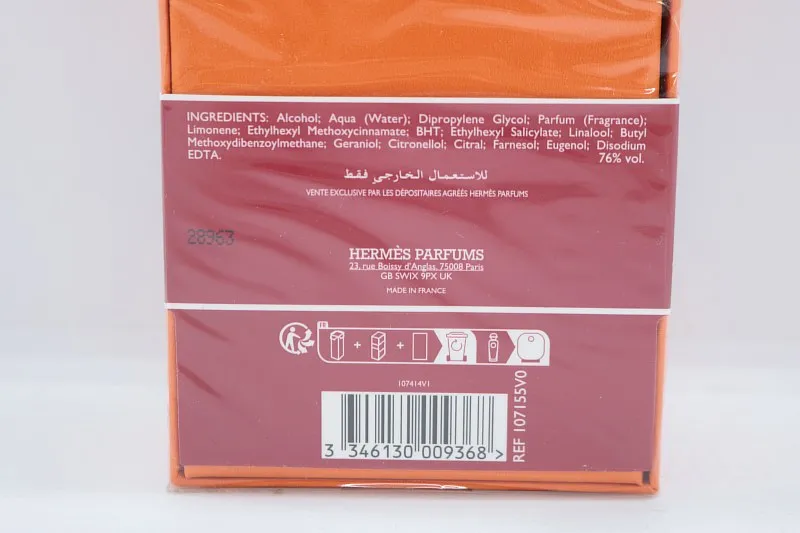 INGREDIENTS: Alcohol; Aqua (Water); Dipropylene Glycol; Parfum (Fragrance);
Limonene; Ethylhexyl Methoxycinnamate; BHT; Ethylhexyl Salicylate; Linalool; Butyl
Methoxydibenzoylmethane; Geraniol; Citronellol; Citral; Farnesol; Eugenol; Disodium
EDTA. 76% vol.
للاستعمال الخارجي فقط
VENTE EXCLUSIVE PAR LES DÉPOSITAIRES AGRÉÉS HERMÈS PARFUMS
28963
HERMÈS PARFUMS
23, rue Boissy d'Anglas, 75008 Paris
GB SWIX 9PX UK
MADE IN FRANCE
FR
+ +
107414V1
3 346130 009368 >
REF 107155V0